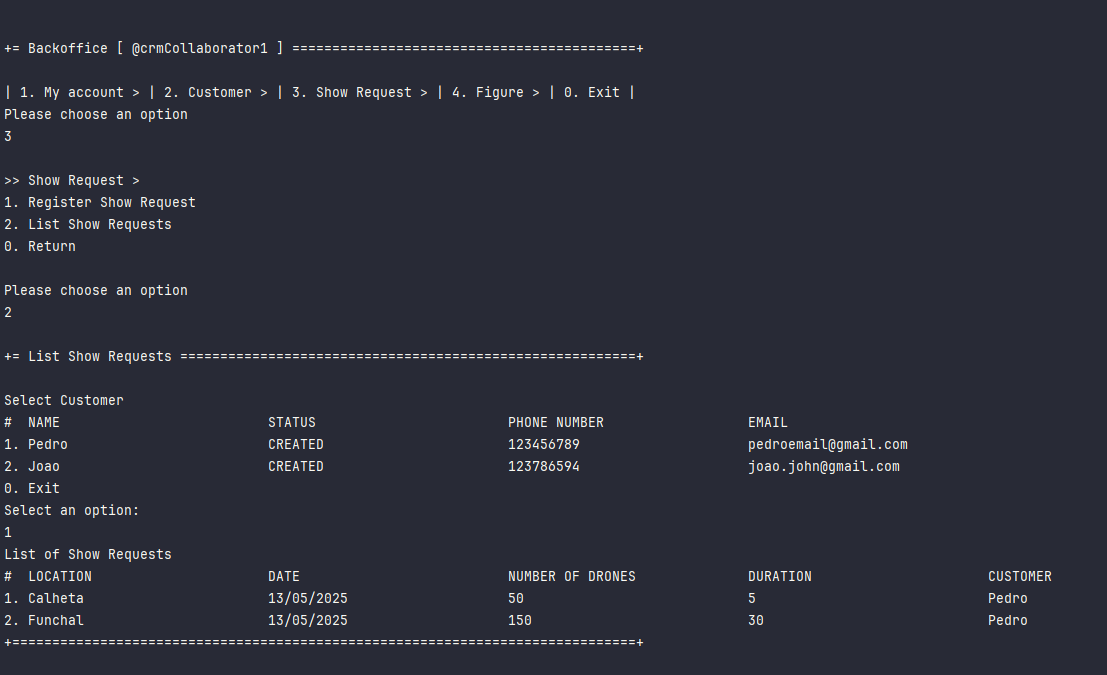 += Backoffice [ @crmCollaborator1 ] ===========================================+
| 1. My account > | 2. Customer > | 3. Show Request > | 4. Figure > | 0. Exit |
Please choose an option
3
>> Show Request >
1. Register Show Request
2. List Show Requests
0. Return
Please choose an option
2
+= List Show Requests =========================================================+
Select Customer
#  NAME                          STATUS                        PHONE NUMBER                  EMAIL
1. Pedro                         CREATED                       123456789                     pedroemail@gmail.com
2. Joao                          CREATED                       123786594                     joao.john@gmail.com
0. Exit
Select an option:
1
List of Show Requests
#  LOCATION                      DATE                          NUMBER OF DRONES              DURATION                      CUSTOMER
1. Calheta                       13/05/2025                    50                            5                             Pedro
2. Funchal                       13/05/2025                    150                           30                            Pedro
+==============================================================================+